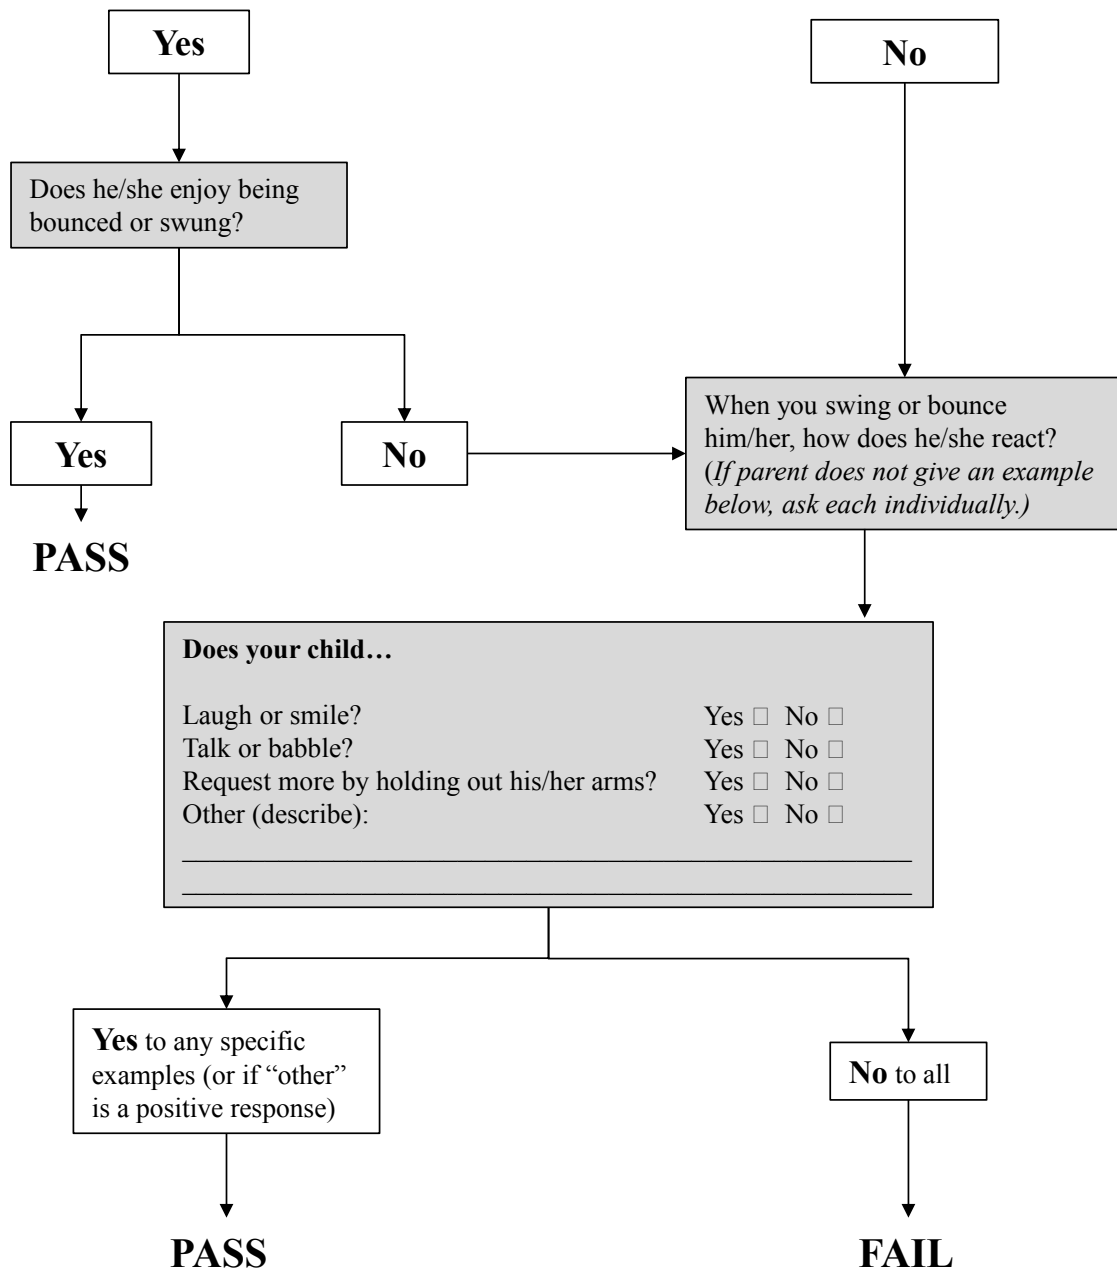 Yes
No
Does he/she enjoy being
bounced or swung?
Yes
No
When you swing or bounce
him/her, how does he/she react?
(If parent does not give an example
below, ask each individually.)
PASS
Does your child…
Laugh or smile? Yes □ No □
Talk or babble? Yes □ No □
Request more by holding out his/her arms? Yes □ No □
Other (describe): Yes □ No □
Yes to any specific
examples (or if “other”
is a positive response)
No to all
PASS
FAIL